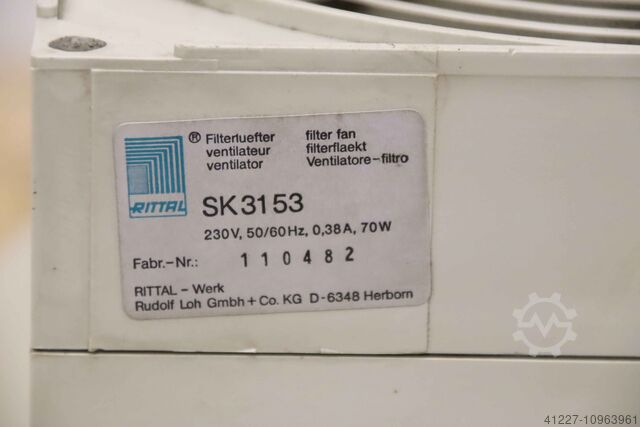 ® Filterluefter filter fan
ventilateur filterflaekt
ventilator Ventilatore-filtro
RITTAL
SK3153
230V, 50/60Hz, 0,38A, 70W
Fabr.-Nr.: 110482
RITTAL - Werk
Rudolf Loh GmbH + Co. KG D-6348 Herborn
41227-10963961